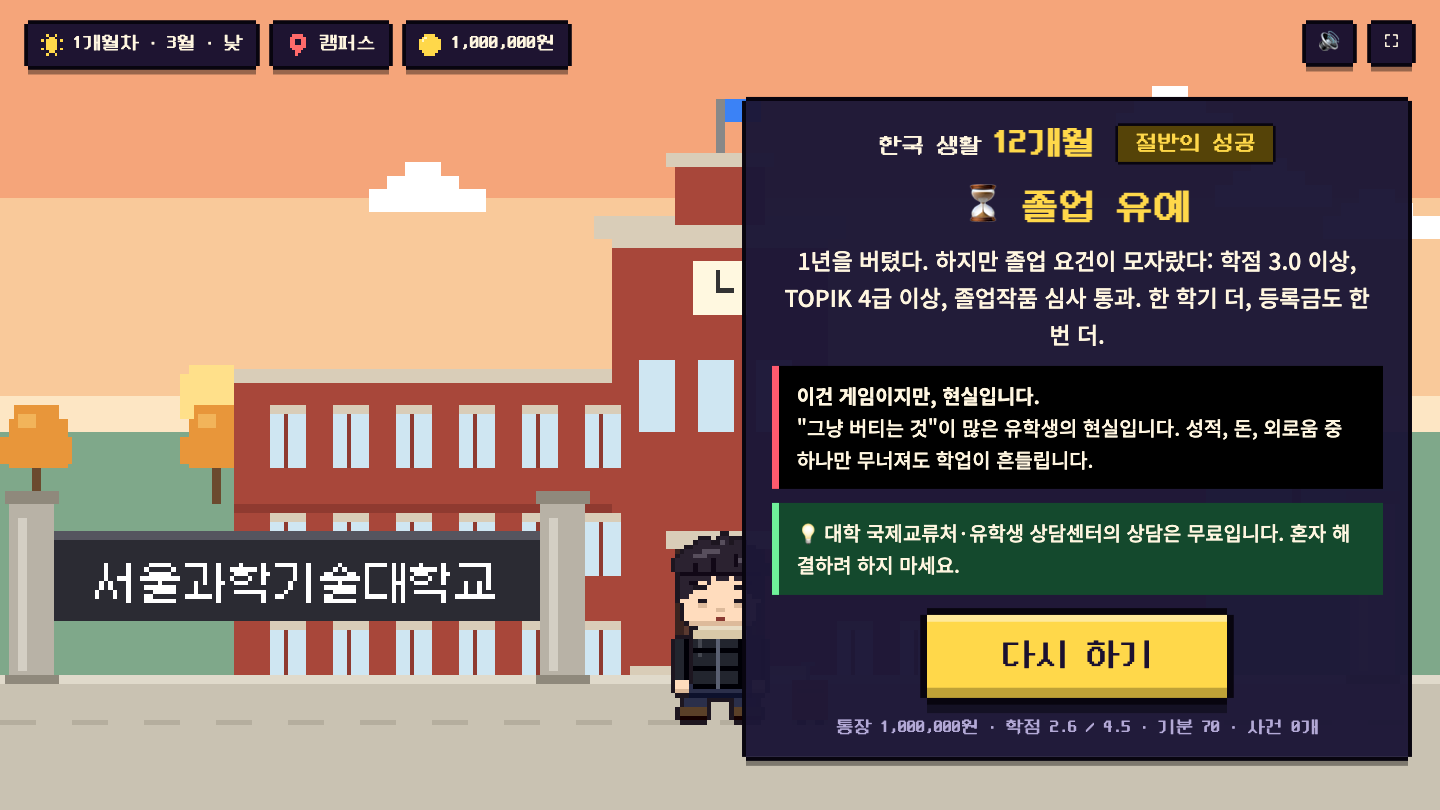 1개월차 · 3월 · 낮
캠퍼스
1,000,000원
한국 생활 12개월
절반의 성공
졸업 유예
1년을 버텼다. 하지만 졸업 요건이 모자랐다: 학점 3.0 이상,
TOPIK 4급 이상, 졸업작품 심사 통과. 한 학기 더, 등록금도 한
번 더.
이건 게임이지만, 현실입니다.
"그냥 버티는 것"이 많은 유학생의 현실입니다. 성적, 돈, 외로움 중
하나만 무너져도 학업이 흔들립니다.
대학 국제교류처·유학생 상담센터의 상담은 무료입니다. 혼자 해
결하려 하지 마세요.
다시 하기
통장 1,000,000원 · 학점 2.6 / 4.5 · 기분 70 · 사건 0개
서울과학기술대학교